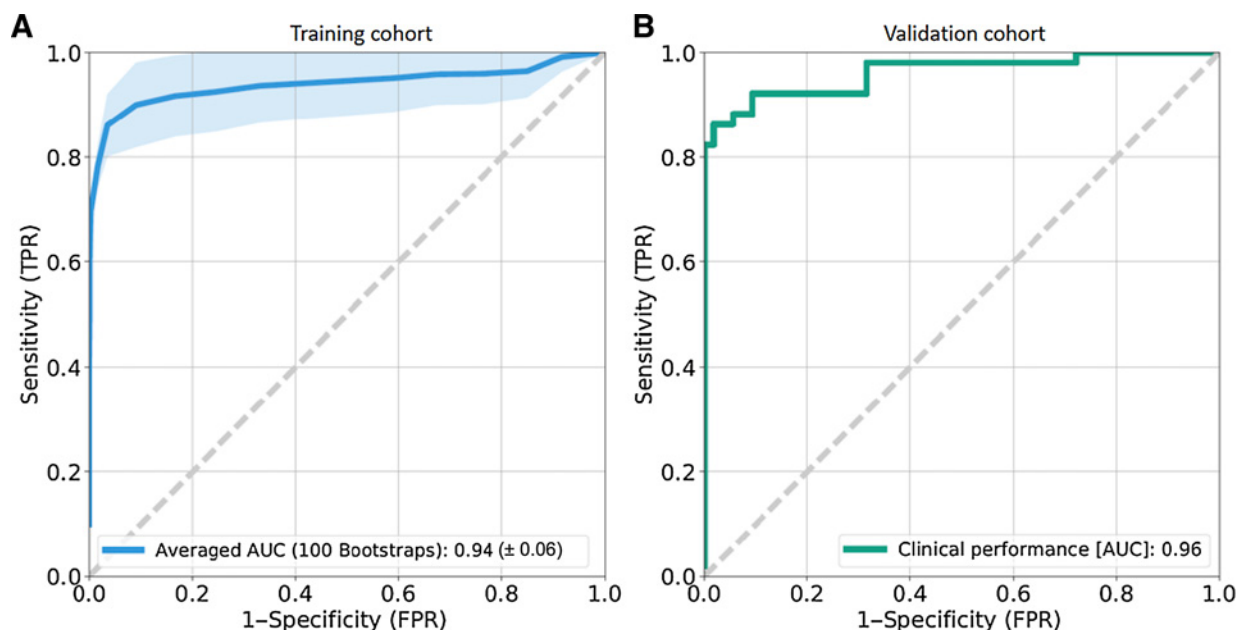 A
Training cohort
1.0
0.8
0.6
0.4
0.2
0.0
Sensitivity (TPR)
Averaged AUC (100 Bootstraps): 0.94 (± 0.06)
0.0 0.2 0.4 0.6 0.8 1.0
1–Specificity (FPR)
B
Validation cohort
1.0
0.8
0.6
0.4
0.2
0.0
Sensitivity (TPR)
Clinical performance [AUC]: 0.96
0.0 0.2 0.4 0.6 0.8 1.0
1–Specificity (FPR)